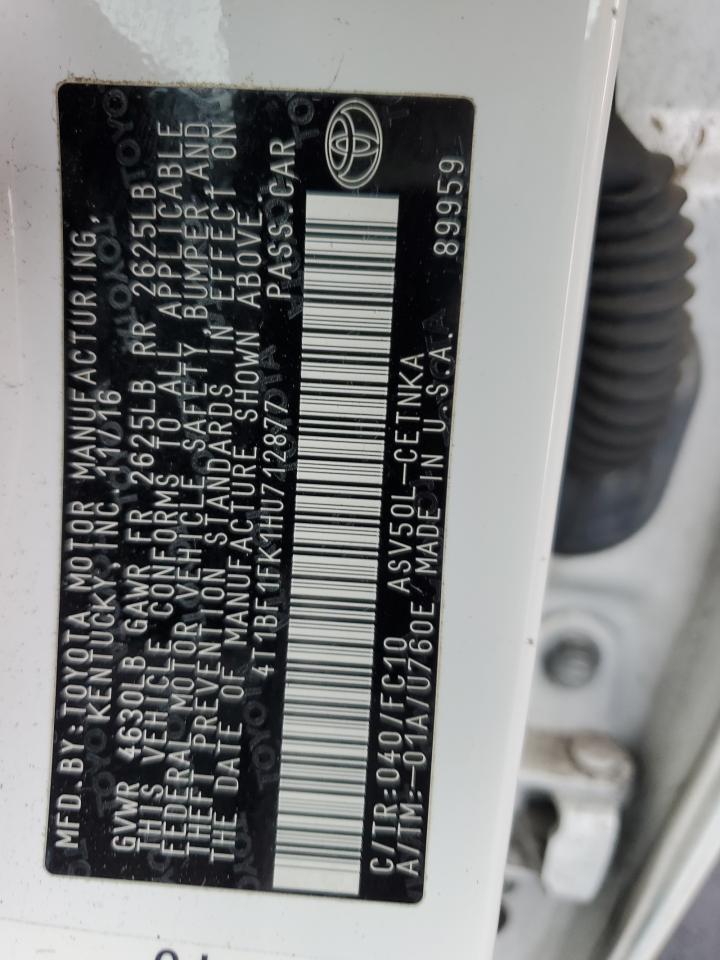 MFD.BY:TOYOTA MOTOR MANUFACTURING,
KENTUCKY, INC 11/16
GVWR 4630LB GAWR FR 2625LB RR 2625LB
THIS VEHICLE CONFORMS TO ALL APPLICABLE
FEDERAL MOTOR VEHICLE SAFETY, BUMPER, AND
THEFT PREVENTION STANDARDS IN EFFECT ON
THE DATE OF MANUFACTURE SHOWN ABOVE.
4T1BF1FK1HU712877 PASS.CAR
C/TR:040/FC10 ASV50L-CETNKA
A/TM:-01A/U760E/MADE IN U.S.A.
89959